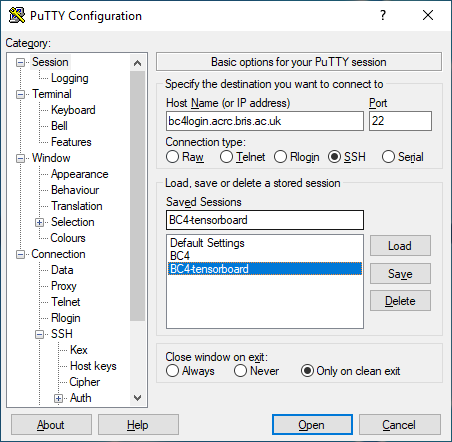 PuTTY Configuration
? ×
Category:
Session
Logging
Terminal
Keyboard
Bell
Features
Window
Appearance
Behaviour
Translation
Selection
Colours
Connection
Data
Proxy
Telnet
Rlogin
SSH
Kex
Host keys
Cipher
Auth
Basic options for your PuTTY session
Specify the destination you want to connect to
Host Name (or IP address) Port
bc4login.acrc.bris.ac.uk 22
Connection type:
Raw Telnet Rlogin SSH Serial
Load, save or delete a stored session
Saved Sessions
BC4-tensorboard
Default Settings
BC4
BC4-tensorboard
Load
Save
Delete
Close window on exit:
Always Never Only on clean exit
About Help Open Cancel